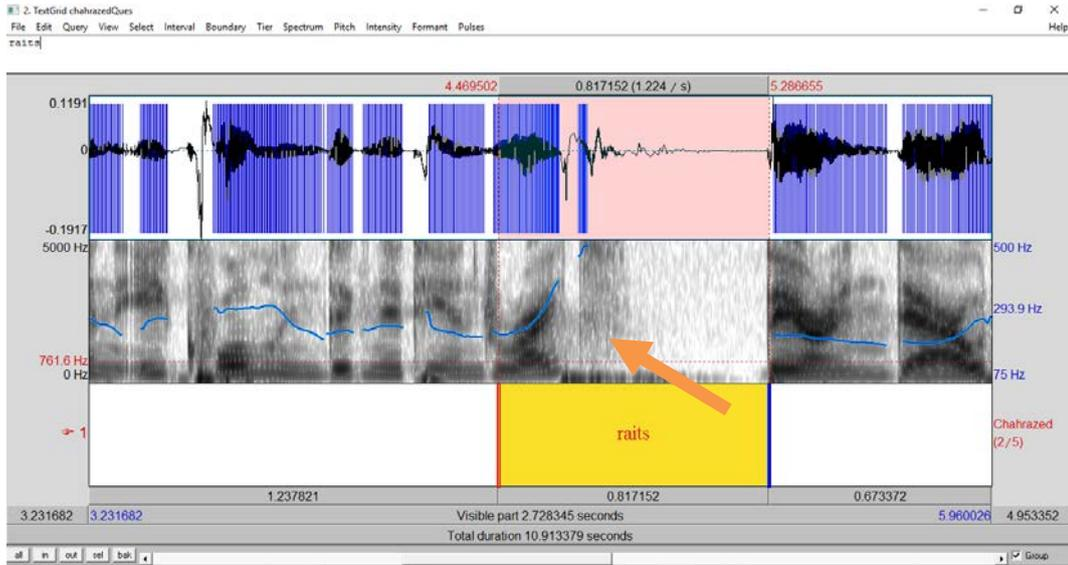 2. TextGrid chahrazedQues
File Edit Query View Select Interval Boundary Tier Spectrum Pitch Intensity Formant Pulses Help
raits
4.469502 0.817152 (1.224 / s) 5.286655
0.1191
0
-0.1917
5000 Hz 500 Hz
293.9 Hz
761.6 Hz
0 Hz 75 Hz
1 raits Chahrazed
(2/5)
1.237821 0.817152 0.673372
3.231682 3.231682 Visible part 2.728345 seconds 5.960026 4.953352
Total duration 10.913379 seconds
all in out sel bak Group